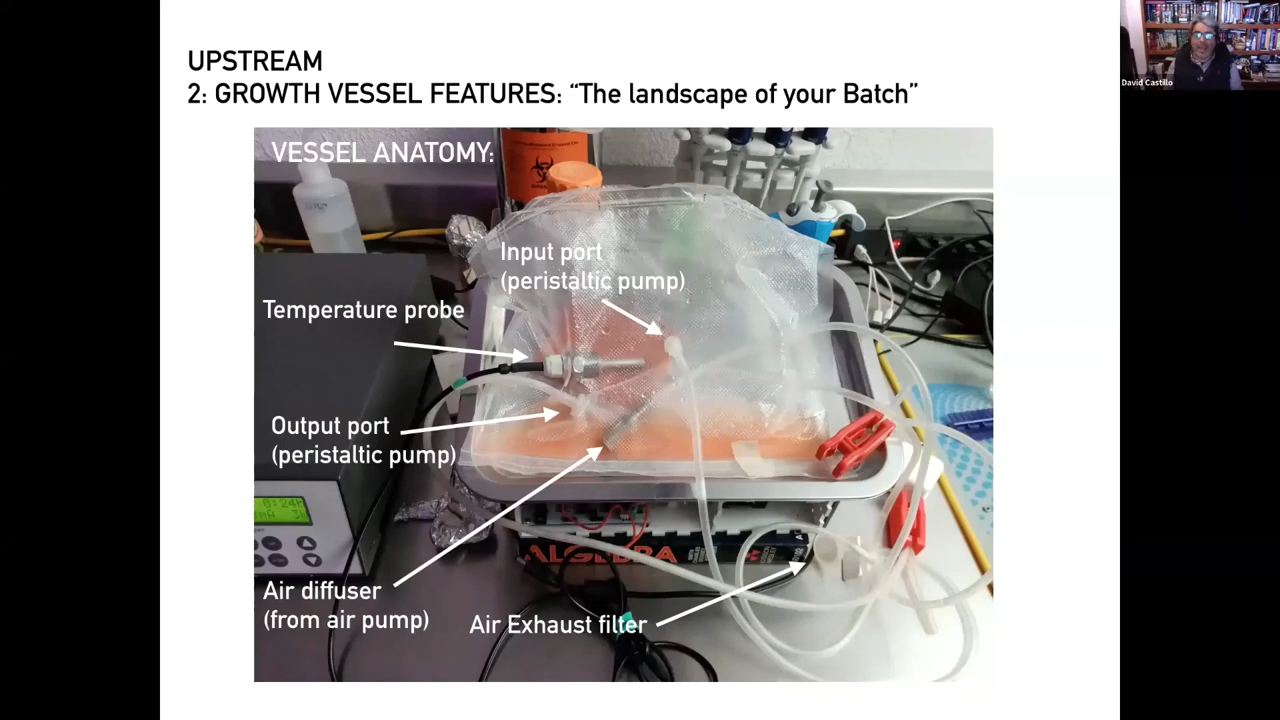 UPSTREAM
2: GROWTH VESSEL FEATURES: “The landscape of your Batch”
David Castillo
VESSEL ANATOMY:
Input port
(peristaltic pump)
Temperature probe
Output port
(peristaltic pump)
ALGEBRA
Air diffuser
(from air pump)
Air Exhaust filter